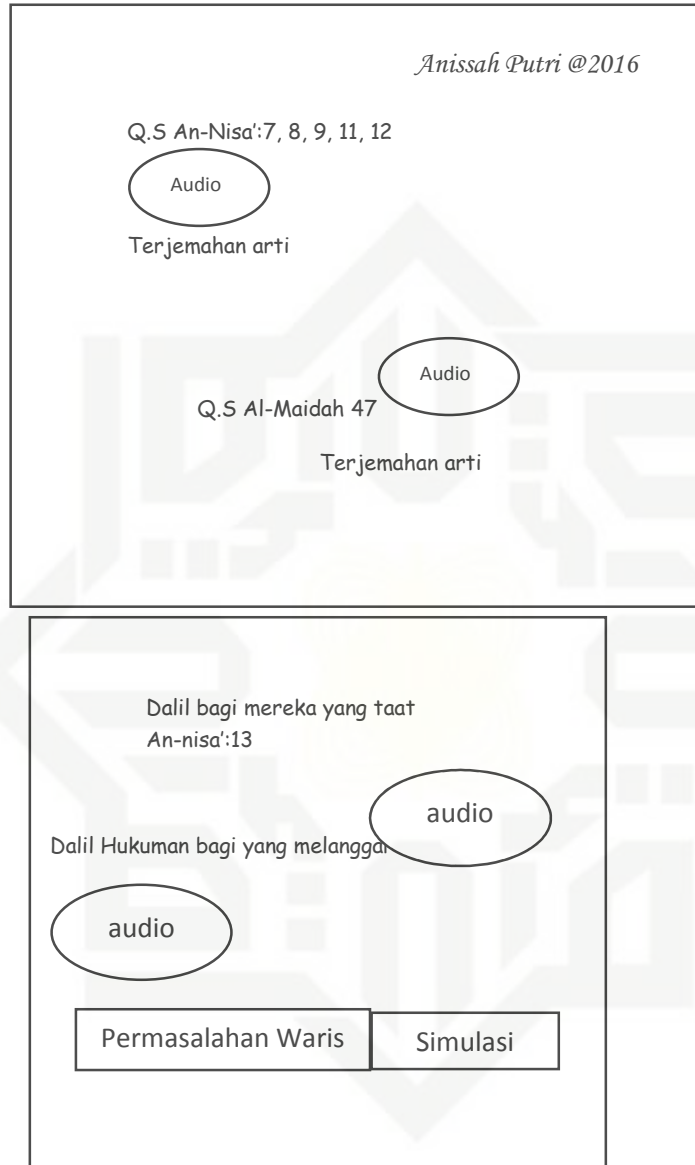 Anissah Putri @2016
Q.S An-Nisa':7, 8, 9, 11, 12
Audio
Terjemahan arti
Audio
Q.S Al-Maidah 47
Terjemahan arti
Dalil bagi mereka yang taat
An-nisa':13
audio
Dalil Hukuman bagi yang melanggar
audio
Permasalahan Waris
Simulasi